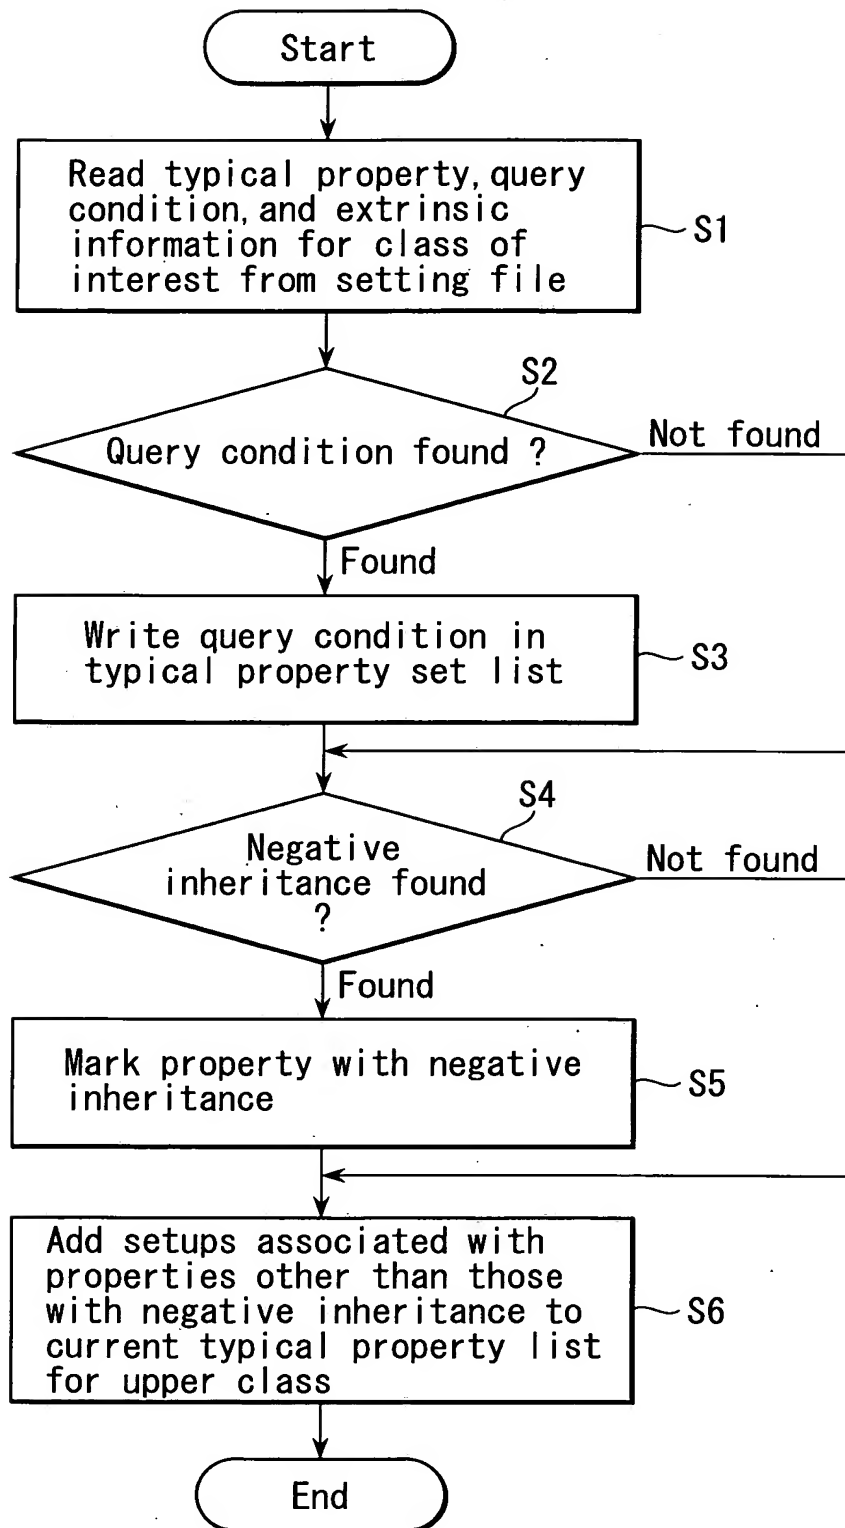 Start
Read typical property, query
condition, and extrinsic
information for class of
interest from setting file
S1
S2
Query condition found ?
Not found
Found
Write query condition in
typical property set list
S3
S4
Negative
inheritance found
?
Not found
Found
Mark property with negative
inheritance
S5
Add setups associated with
properties other than those
with negative inheritance to
current typical property list
for upper class
S6
End